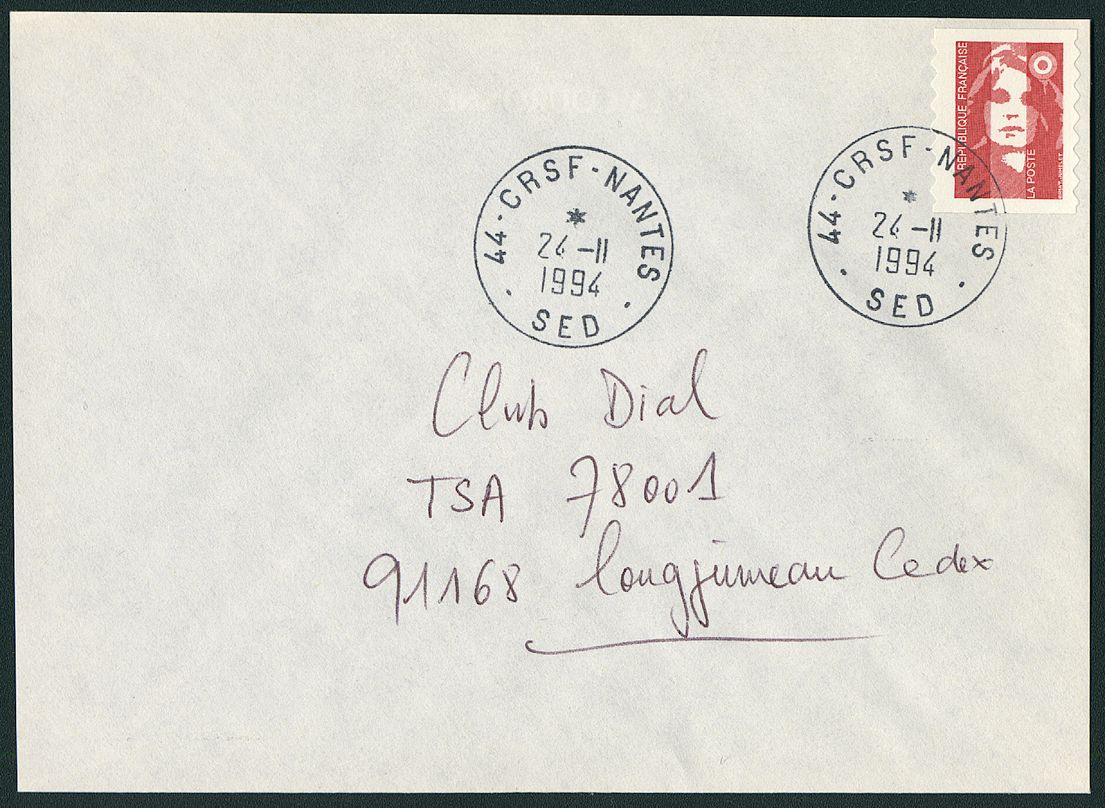 RÉPUBLIQUE FRANÇAISE
LA POSTE
44-CRSF-NANTES
24-11
1994
SED
44-CRSF-NANTES
24-11
1994
SED
Club Dial
TSA 78001
91168 Longjumeau Cedex